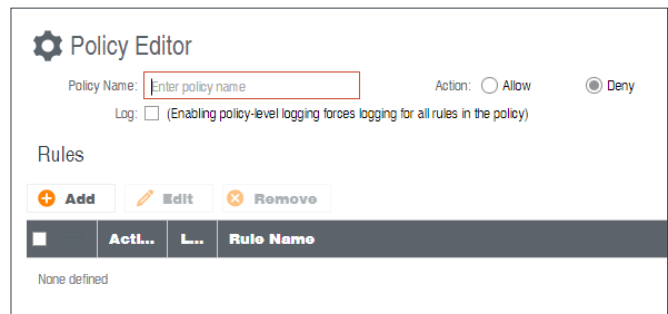 Policy Editor
Policy Name: Enter policy name Action: Allow Deny
Log: (Enabling policy-level logging forces logging for all rules in the policy)
Rules
Add Edit Remove
Acti... L... Rule Name
None defined